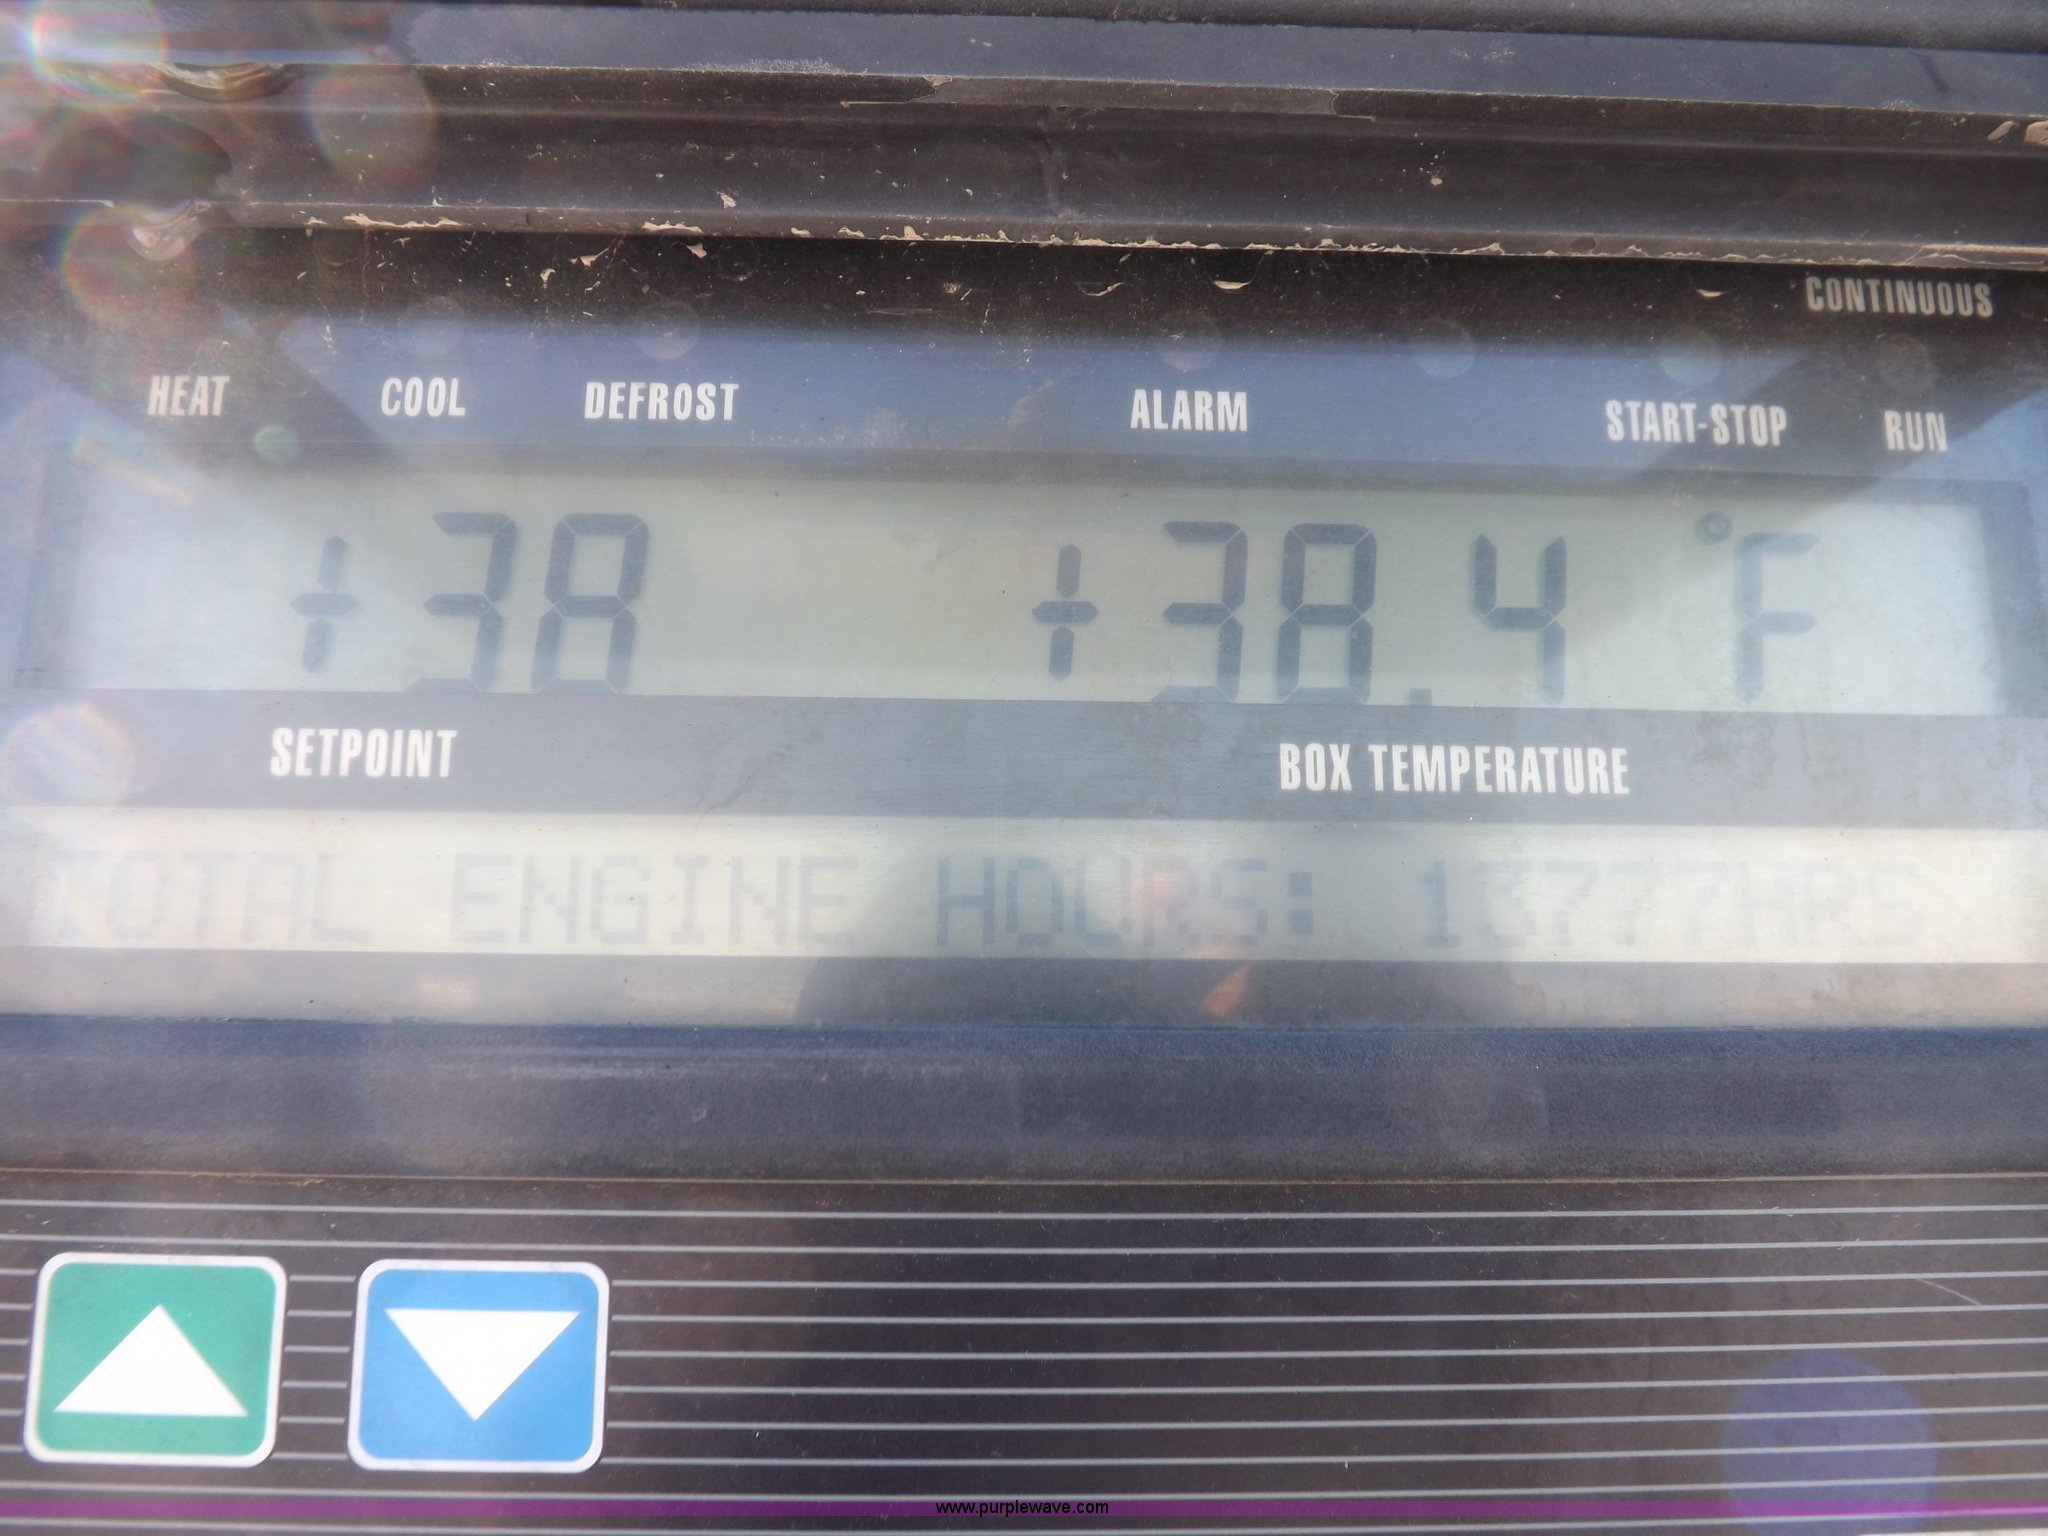 CONTINUOUS
HEAT COOL DEFROST ALARM START-STOP RUN
+38 +38.4 °F
SETPOINT BOX TEMPERATURE
TOTAL ENGINE HOURS: 13777HRS
www.purplewave.com